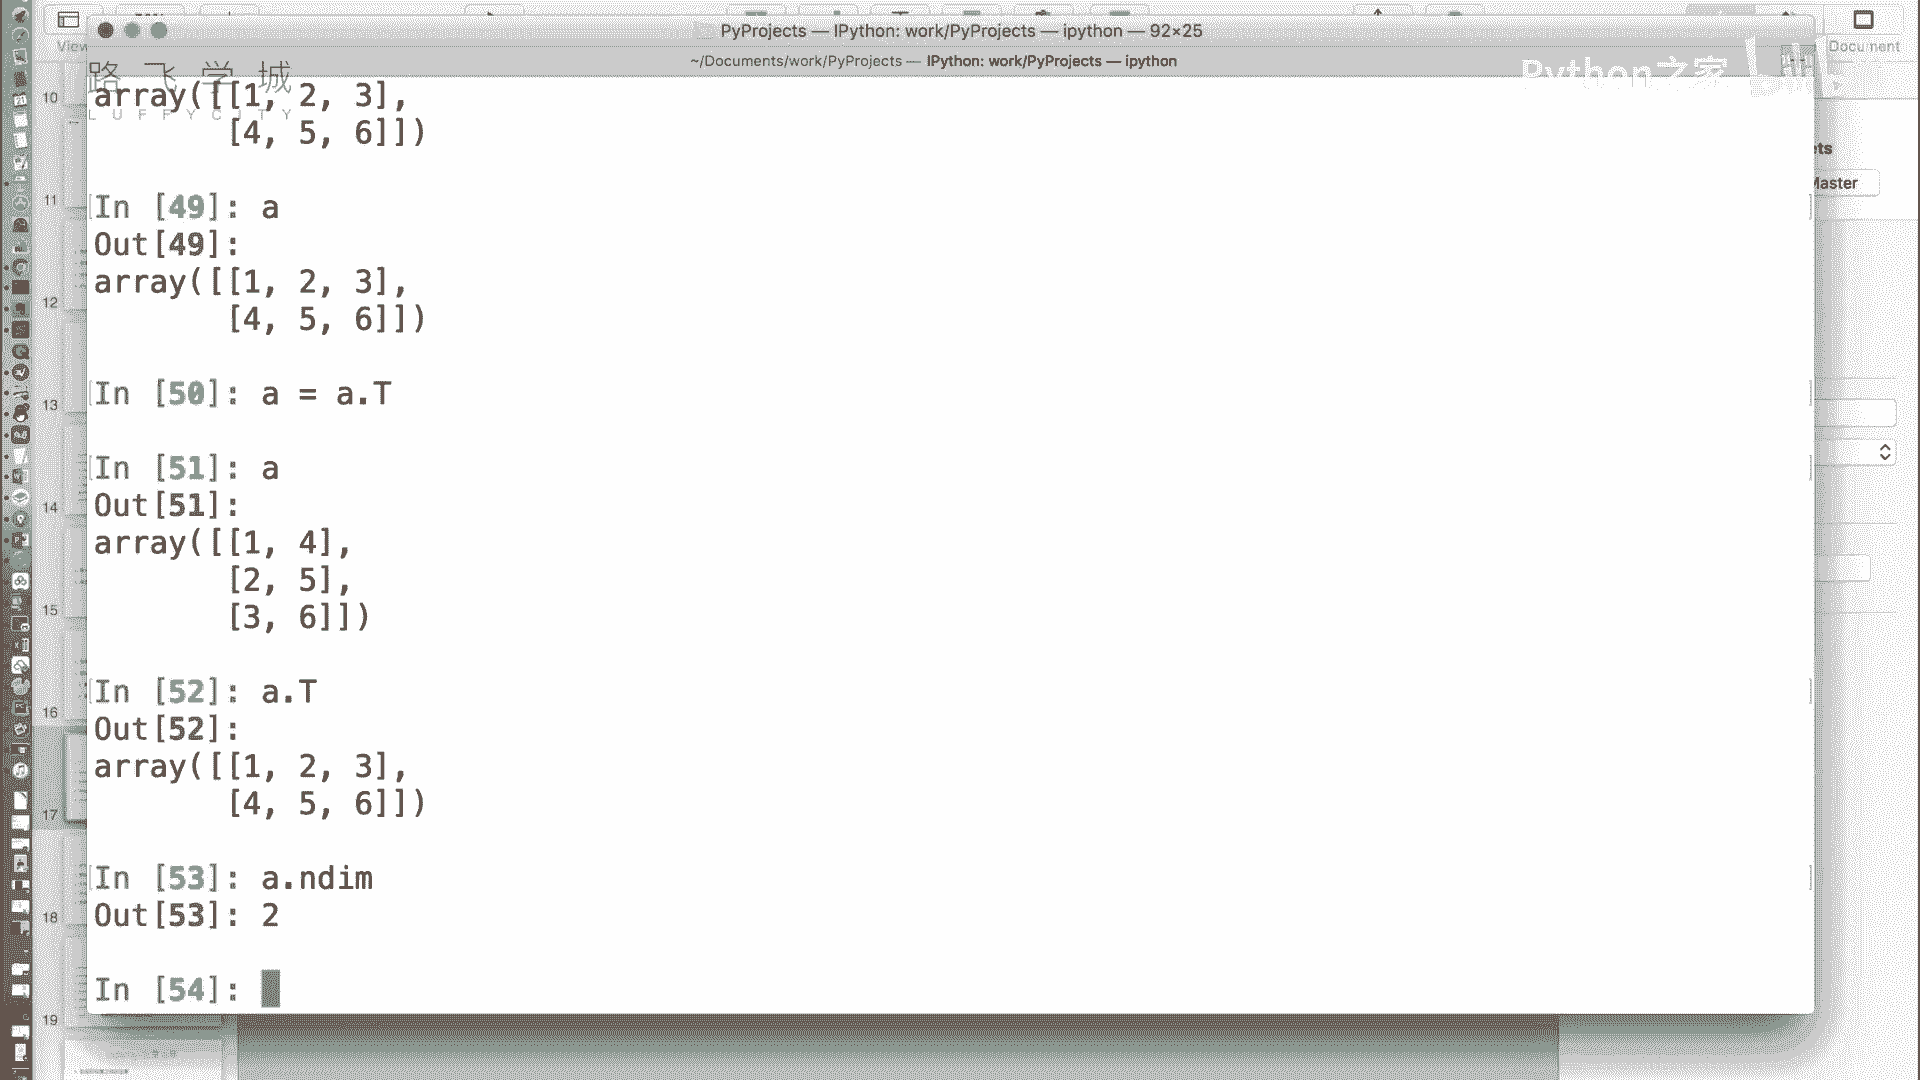 PyProjects — IPython: work/PyProjects — ipython — 92×25
View
Document
~/Documents/work/PyProjects — IPython: work/PyProjects — ipython
路飞学城
LUFFYCITY
Python之家
array([[1, 2, 3],
[4, 5, 6]])
In [49]: a
Out[49]:
array([[1, 2, 3],
[4, 5, 6]])
In [50]: a = a.T
In [51]: a
Out[51]:
array([[1, 4],
[2, 5],
[3, 6]])
In [52]: a.T
Out[52]:
array([[1, 2, 3],
[4, 5, 6]])
In [53]: a.ndim
Out[53]: 2
In [54]:
10
11
12
13
14
15
16
17
18
19